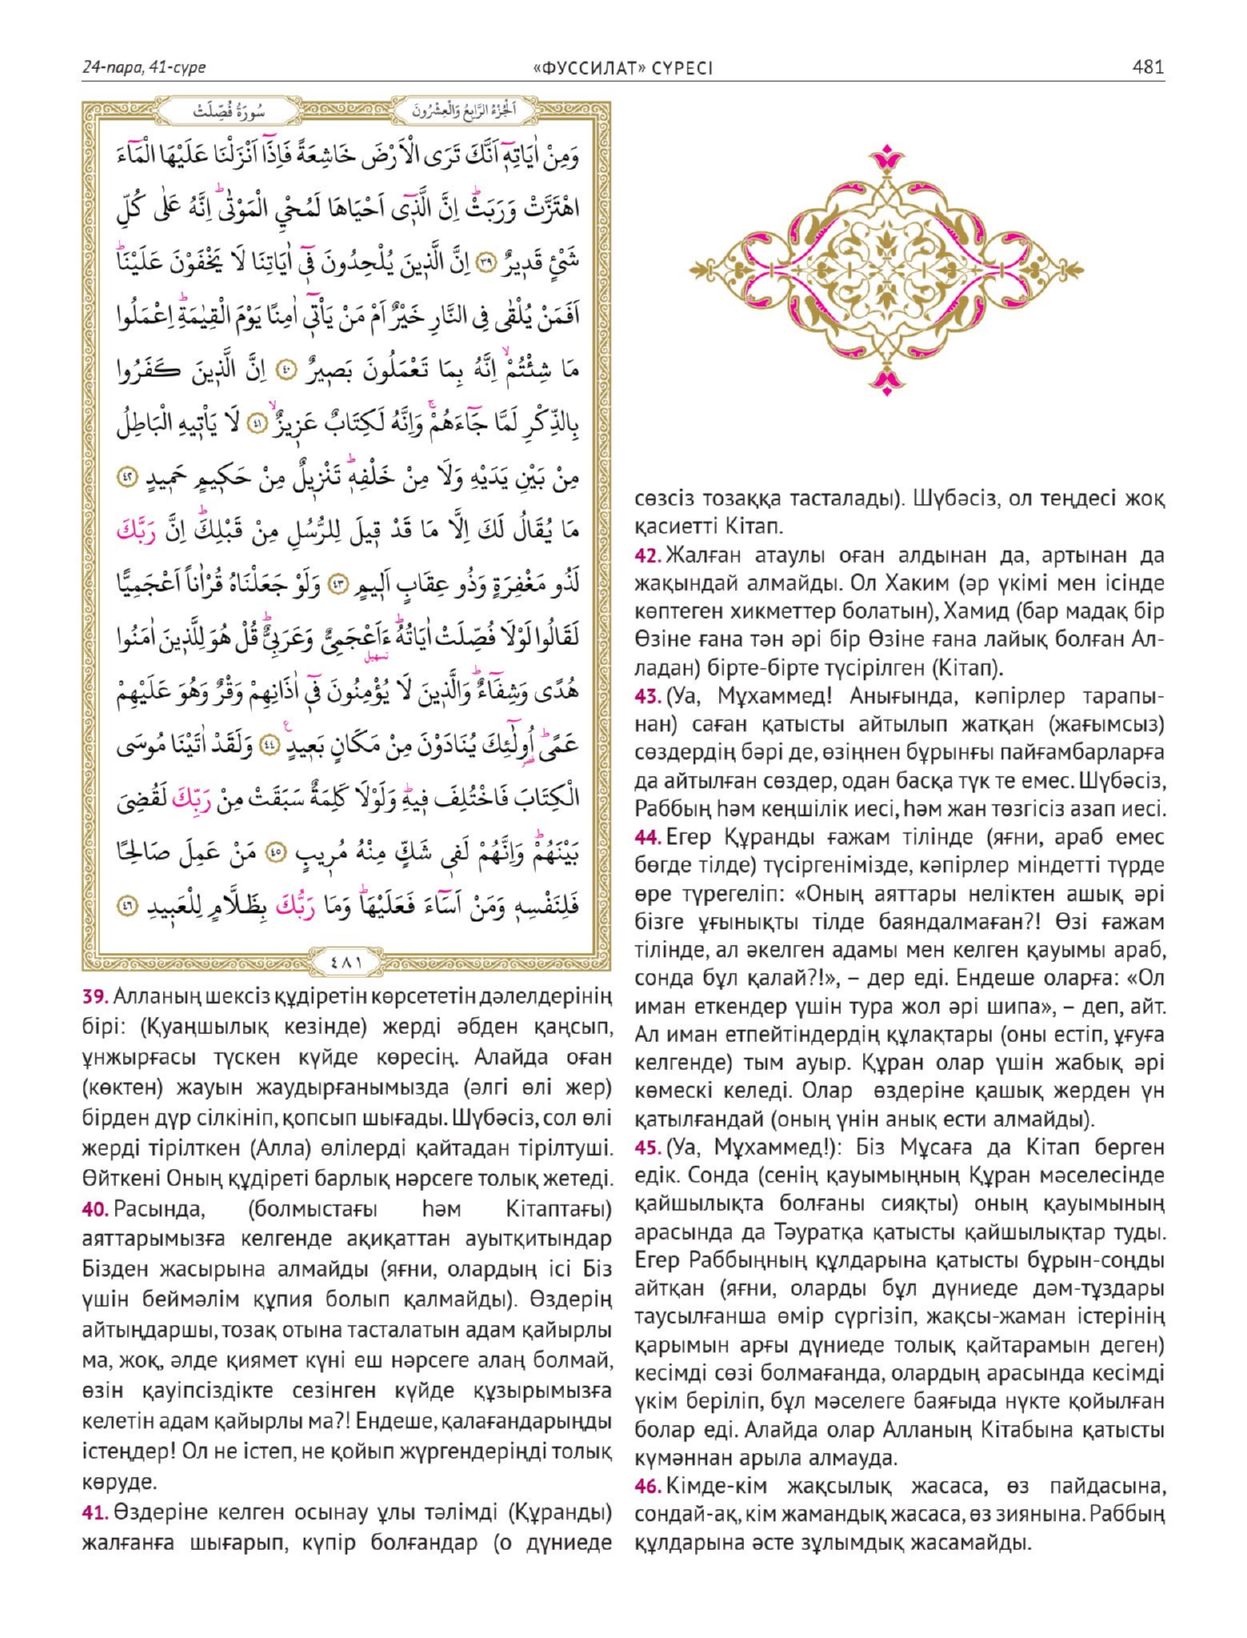 24-пара, 41-сүре
«ФУССИЛАТ» СҮРЕСІ
481
اَلْجُزْءُ الرَّابِعُ وَالْعِشْرُونَ
سُورَةُ فُصِّلَتْ
وَمِنْ اٰيَاتِه۪ٓ اَنَّكَ تَرَى الْاَرْضَ خَاشِعَةً فَاِذَٓا اَنْزَلْنَا عَلَيْهَا الْمَٓاءَ
اهْتَزَّتْ وَرَبَتْۜ اِنَّ الَّذ۪ٓي اَحْيَاهَا لَمُحْيِ الْمَوْتٰىۜ اِنَّهُ عَلٰى كُلِّ
شَيْءٍ قَد۪يرٌ ﴿٣٩﴾ اِنَّ الَّذ۪ينَ يُلْحِدُونَ ف۪ٓي اٰيَاتِنَا لَا يَخْفَوْنَ عَلَيْنَاۜ
اَفَمَنْ يُلْقٰى فِي النَّارِ خَيْرٌ اَمْ مَنْ يَأْت۪ٓي اٰمِنًا يَوْمَ الْقِيٰمَةِۜ اِعْمَلُوا
مَا شِئْتُمْۙ اِنَّهُ بِمَا تَعْمَلُونَ بَص۪يرٌ ﴿٤٠﴾ اِنَّ الَّذ۪ينَ كَفَرُوا
بِالذِّكْرِ لَمَّا جَٓاءَهُمْۚ وَاِنَّهُ لَكِتَابٌ عَز۪يزٌۙ ﴿٤١﴾ لَا يَأْت۪يهِ الْبَاطِلُ
مِنْ بَيْنِ يَدَيْهِ وَلَا مِنْ خَلْفِه۪ۜ تَنْز۪يلٌ مِنْ حَك۪يمٍ حَم۪يدٍ ﴿٤٢﴾
مَا يُقَالُ لَكَ اِلَّا مَا قَدْ ق۪يلَ لِلرُّسُلِ مِنْ قَبْلِكَۜ اِنَّ رَبَّكَ
لَذُو مَغْفِرَةٍ وَذُو عِقَابٍ اَل۪يمٍ ﴿٤٣﴾ وَلَوْ جَعَلْنَاهُ قُرْاٰناً اَعْجَمِيًّا
لَقَالُوا لَوْلَا فُصِّلَتْ اٰيَاتُهُۜ ءَاَعْجَمِيٌّ وَعَرَبِيٌّۜ قُلْ هُوَ لِلَّذ۪ينَ اٰمَنُوا
تسهيل
هُدًى وَشِفَٓاءٌۜ وَالَّذ۪ينَ لَا يُؤْمِنُونَ ف۪ٓي اٰذَانِهِمْ وَقْرٌ وَهُوَ عَلَيْهِمْ
عَمًىۜ اُو۬لٰٓئِكَ يُنَادَوْنَ مِنْ مَكَانٍ بَع۪يدٍ۟ ﴿٤٤﴾ وَلَقَدْ اٰتَيْنَا مُوسَى
الْكِتَابَ فَاخْتُلِفَ ف۪يهِۜ وَلَوْلَا كَلِمَةٌ سَبَقَتْ مِنْ رَبِّكَ لَقُضِيَ
بَيْنَهُمْۜ وَاِنَّهُمْ لَف۪ي شَكٍّ مِنْهُ مُر۪يبٍ ﴿٤٥﴾ مَنْ عَمِلَ صَالِحًا
فَلِنَفْسِه۪ وَمَنْ اَسَٓاءَ فَعَلَيْهَاۜ وَمَا رَبُّكَ بِظَلَّامٍ لِلْعَب۪يدِ ﴿٤٦﴾
٤٨١
39. Алланың шексіз құдіретін көрсететін дәлелдерінің
бірі: (Қуаңшылық кезінде) жерді әбден қаңсып,
ұнжырғасы түскен күйде көресің. Алайда оған
(көктен) жауын жаудырғанымызда (әлгі өлі жер)
бірден дүр сілкініп, қопсып шығады. Шүбәсіз, сол өлі
жерді тірілткен (Алла) өлілерді қайтадан тірілтуші.
Өйткені Оның құдіреті барлық нәрсеге толық жетеді.
40. Расында, (болмыстағы һәм Кітаптағы)
аяттарымызға келгенде ақиқаттан ауытқитындар
Бізден жасырына алмайды (яғни, олардың ісі Біз
үшін беймәлім құпия болып қалмайды). Өздерің
айтыңдаршы, тозақ отына тасталатын адам қайырлы
ма, жоқ, әлде қиямет күні еш нәрсеге алаң болмай,
өзін қауіпсіздікте сезінген күйде құзырымызға
келетін адам қайырлы ма?! Ендеше, қалағандарыңды
істеңдер! Ол не істеп, не қойып жүргендеріңді толық
көруде.
41. Өздеріне келген осынау ұлы тәлімді (Құранды)
жалғанға шығарып, күпір болғандар (о дүниеде
сөзсіз тозаққа тасталады). Шүбәсіз, ол теңдесі жоқ
қасиетті Кітап.
42. Жалған атаулы оған алдынан да, артынан да
жақындай алмайды. Ол Хаким (әр үкімі мен ісінде
көптеген хикметтер болатын), Хамид (бар мадақ бір
Өзіне ғана тән әрі бір Өзіне ғана лайық болған Ал-
ладан) бірте-бірте түсірілген (Кітап).
43. (Уа, Мұхаммед! Анығында, кәпірлер тарапы-
нан) саған қатысты айтылып жатқан (жағымсыз)
сөздердің бәрі де, өзіңнен бұрынғы пайғамбарларға
да айтылған сөздер, одан басқа түк те емес. Шүбәсіз,
Раббың һәм кеңшілік иесі, һәм жан төзгісіз азап иесі.
44. Егер Құранды ғажам тілінде (яғни, араб емес
бөгде тілде) түсіргенімізде, кәпірлер міндетті түрде
өре түрегеліп: «Оның аяттары неліктен ашық әрі
бізге ұғынықты тілде баяндалмаған?! Өзі ғажам
тілінде, ал әкелген адамы мен келген қауымы араб,
сонда бұл қалай?!», – дер еді. Ендеше оларға: «Ол
иман еткендер үшін тура жол әрі шипа», – деп, айт.
Ал иман етпейтіндердің құлақтары (оны естіп, ұғуға
келгенде) тым ауыр. Құран олар үшін жабық әрі
көмескі келеді. Олар өздеріне қашық жерден үн
қатылғандай (оның үнін анық ести алмайды).
45. (Уа, Мұхаммед!): Біз Мұсаға да Кітап берген
едік. Сонда (сенің қауымыңның Құран мәселесінде
қайшылықта болғаны сияқты) оның қауымының
арасында да Тәуратқа қатысты қайшылықтар туды.
Егер Раббыңның құлдарына қатысты бұрын-соңды
айтқан (яғни, оларды бұл дүниеде дәм-тұздары
таусылғанша өмір сүргізіп, жақсы-жаман істерінің
қарымын арғы дүниеде толық қайтарамын деген)
кесімді сөзі болмағанда, олардың арасында кесімді
үкім беріліп, бұл мәселеге баяғыда нүкте қойылған
болар еді. Алайда олар Алланың Кітабына қатысты
күмәннан арыла алмауда.
46. Кімде-кім жақсылық жасаса, өз пайдасына,
сондай-ақ, кім жамандық жасаса, өз зиянына. Раббың
құлдарына әсте зұлымдық жасамайды.